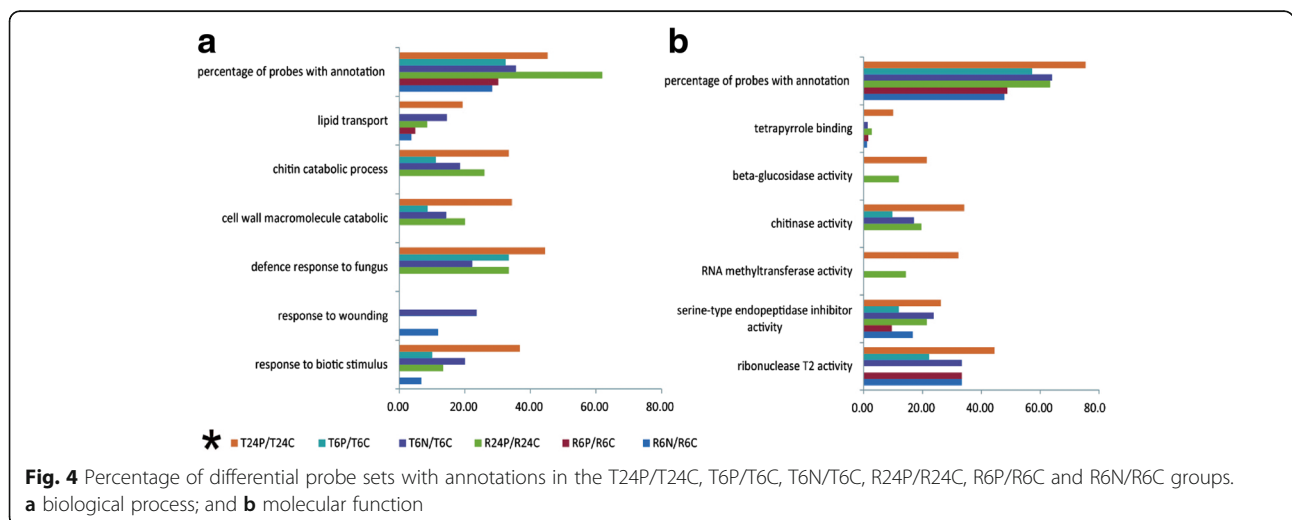 a
percentage of probes with annotation
lipid transport
chitin catabolic process
cell wall macromolecule catabolic
defence response to fungus
response to wounding
response to biotic stimulus
0.00 20.00 40.00 60.00 80.00
b
percentage of probes with annotation
tetrapyrrole binding
beta-glucosidase activity
chitinase activity
RNA methyltransferase activity
serine-type endopeptidase inhibitor
activity
ribonuclease T2 activity
0.00 20.00 40.00 60.00 80.0
* T24P/T24C T6P/T6C T6N/T6C R24P/R24C R6P/R6C R6N/R6C
Fig. 4 Percentage of differential probe sets with annotations in the T24P/T24C, T6P/T6C, T6N/T6C, R24P/R24C, R6P/R6C and R6N/R6C groups.
a biological process; and b molecular function